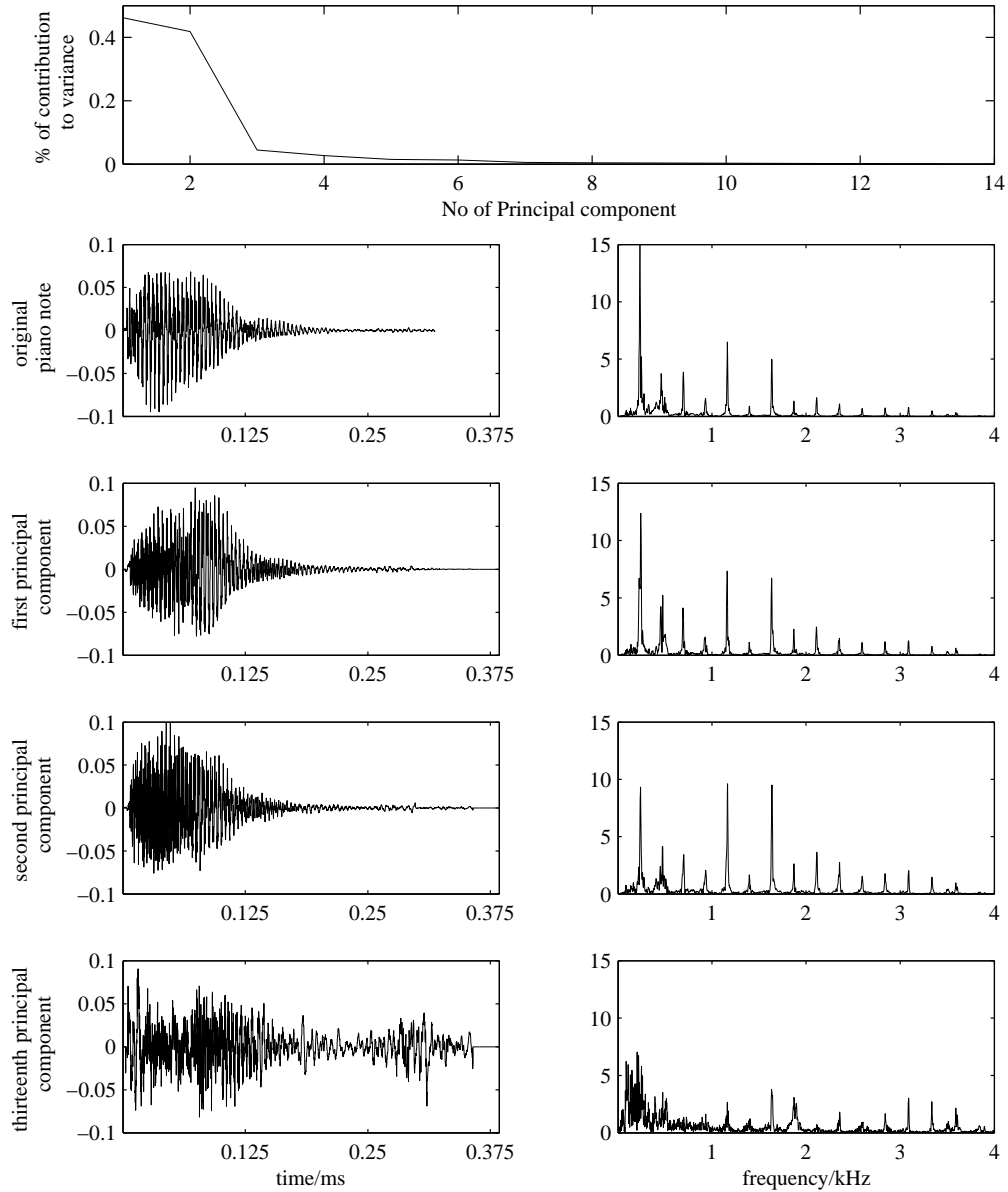 % of contribution
to variance
0.4
0.2
0
2 4 6 8 10 12 14
No of Principal component
original
piano note
0.1
0.05
0
−0.05
−0.1
0.125 0.25 0.375
15
10
5
0
1 2 3 4
first principal
component
0.1
0.05
0
−0.05
−0.1
0.125 0.25 0.375
15
10
5
0
1 2 3 4
second principal
component
0.1
0.05
0
−0.05
−0.1
0.125 0.25 0.375
15
10
5
0
1 2 3 4
thirteenth principal
component
0.1
0.05
0
−0.05
−0.1
0.125 0.25 0.375
time/ms
15
10
5
0
1 2 3 4
frequency/kHz